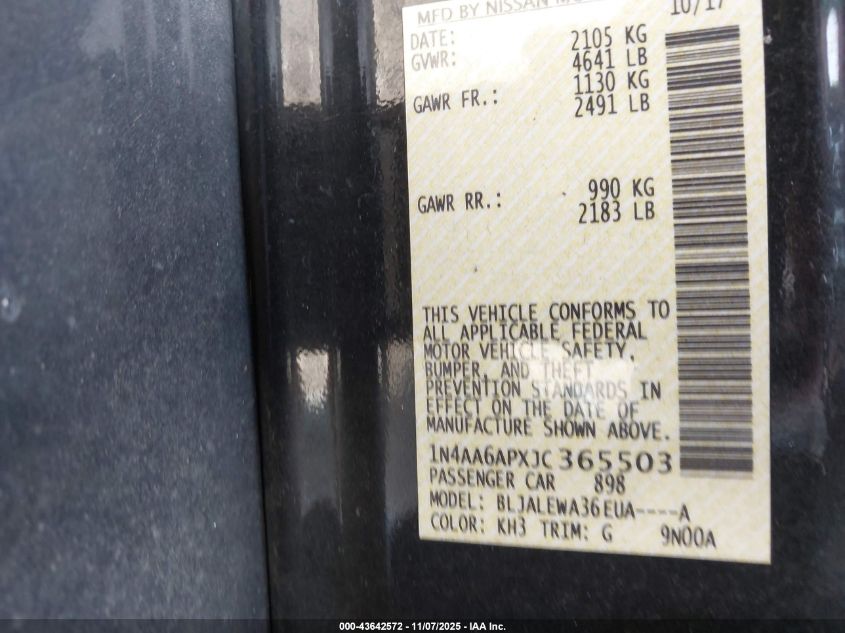 MFD BY NISSAN MO
DATE: 10/17
GVWR: 2105 KG
4641 LB
GAWR FR.: 1130 KG
2491 LB
GAWR RR.: 990 KG
2183 LB
THIS VEHICLE CONFORMS TO
ALL APPLICABLE FEDERAL
MOTOR VEHICLE SAFETY,
BUMPER, AND THEFT
PREVENTION STANDARDS IN
EFFECT ON THE DATE OF
MANUFACTURE SHOWN ABOVE.
1N4AA6APXJC365503
PASSENGER CAR 898
MODEL: BLJALEWA36EUA----A
COLOR: KH3 TRIM: G 9N00A
000-43642572 - 11/07/2025 - IAA Inc.